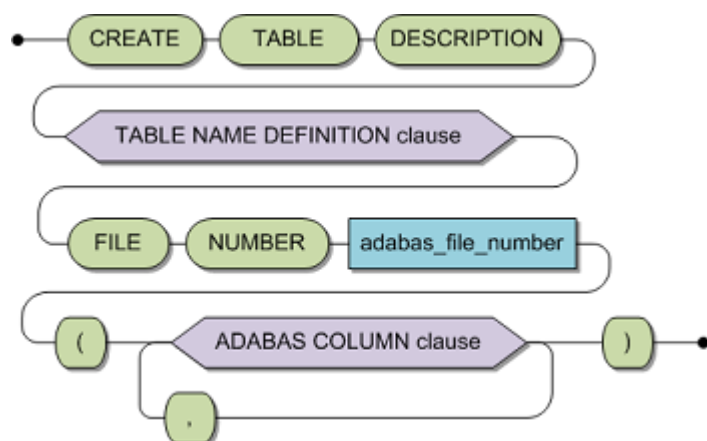 CREATE TABLE DESCRIPTION
TABLE NAME DEFINITION clause
FILE NUMBER adabas_file_number
( ADABAS COLUMN clause )
,